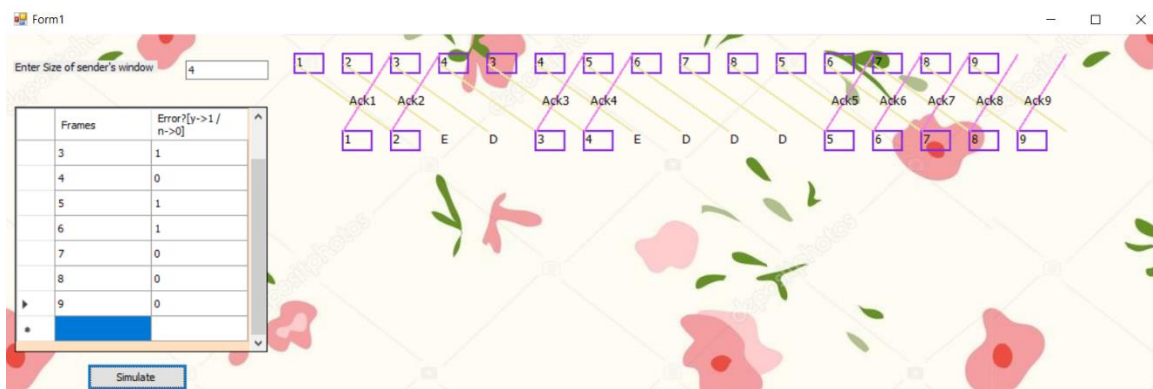 Form1
Enter Size of sender's window 4
Frames Error?[y->1 / n->0]
3 1
4 0
5 1
6 1
7 0
8 0
9 0
Simulate
1 2 3 4 3 4 5 6 7 8 5 6 7 8 9
Ack1 Ack2 Ack3 Ack4 Ack5 Ack6 Ack7 Ack8 Ack9
1 2 E D 3 4 E D D D 5 6 7 8 9